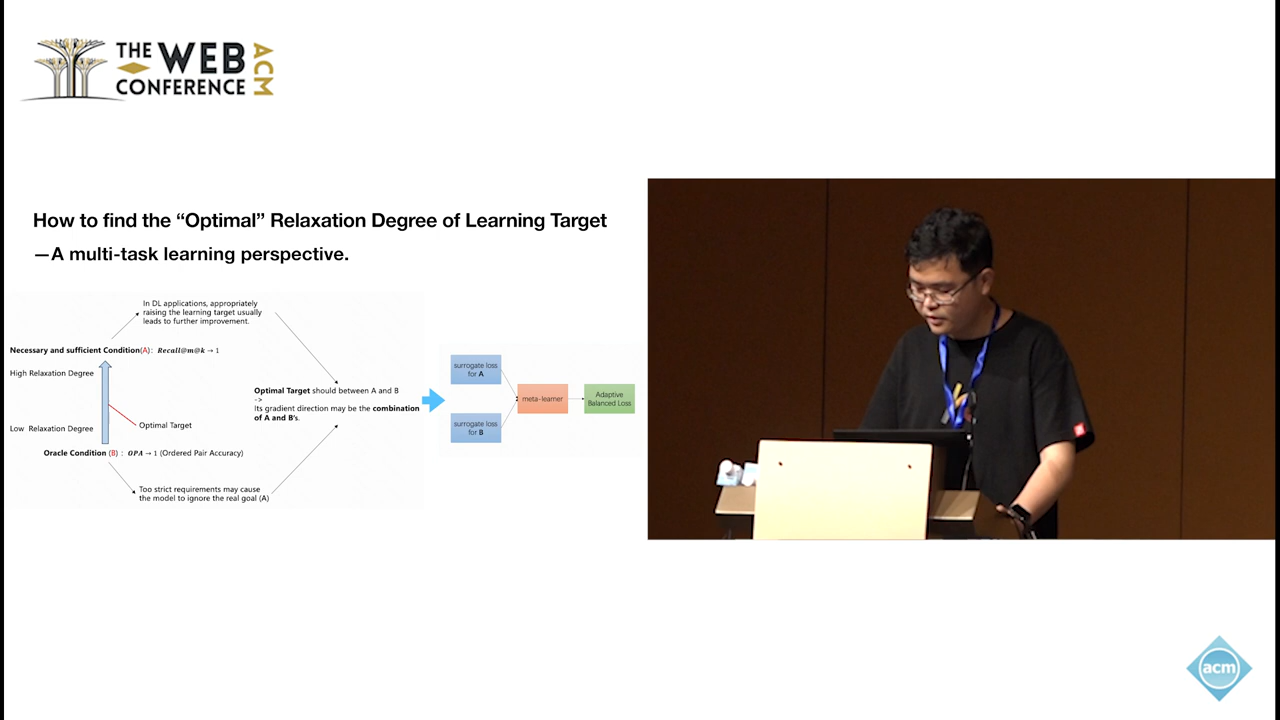 THE WEB
CONFERENCE
ACM
How to find the “Optimal” Relaxation Degree of Learning Target
—A multi-task learning perspective.
In DL applications, appropriately
raising the learning target usually
leads to further improvement.
Necessary and sufficient Condition(A): Recall@m@k → 1
High Relaxation Degree
Optimal Target should between A and B
->
Its gradient direction may be the combination
of A and B's.
Optimal Target
Low Relaxation Degree
Oracle Condition (B) : OPA → 1 (Ordered Pair Accuracy)
Too strict requirements may cause
the model to ignore the real goal (A)
surrogate loss
for A
meta-learner
Adaptive
Balanced Loss
surrogate loss
for B
acm